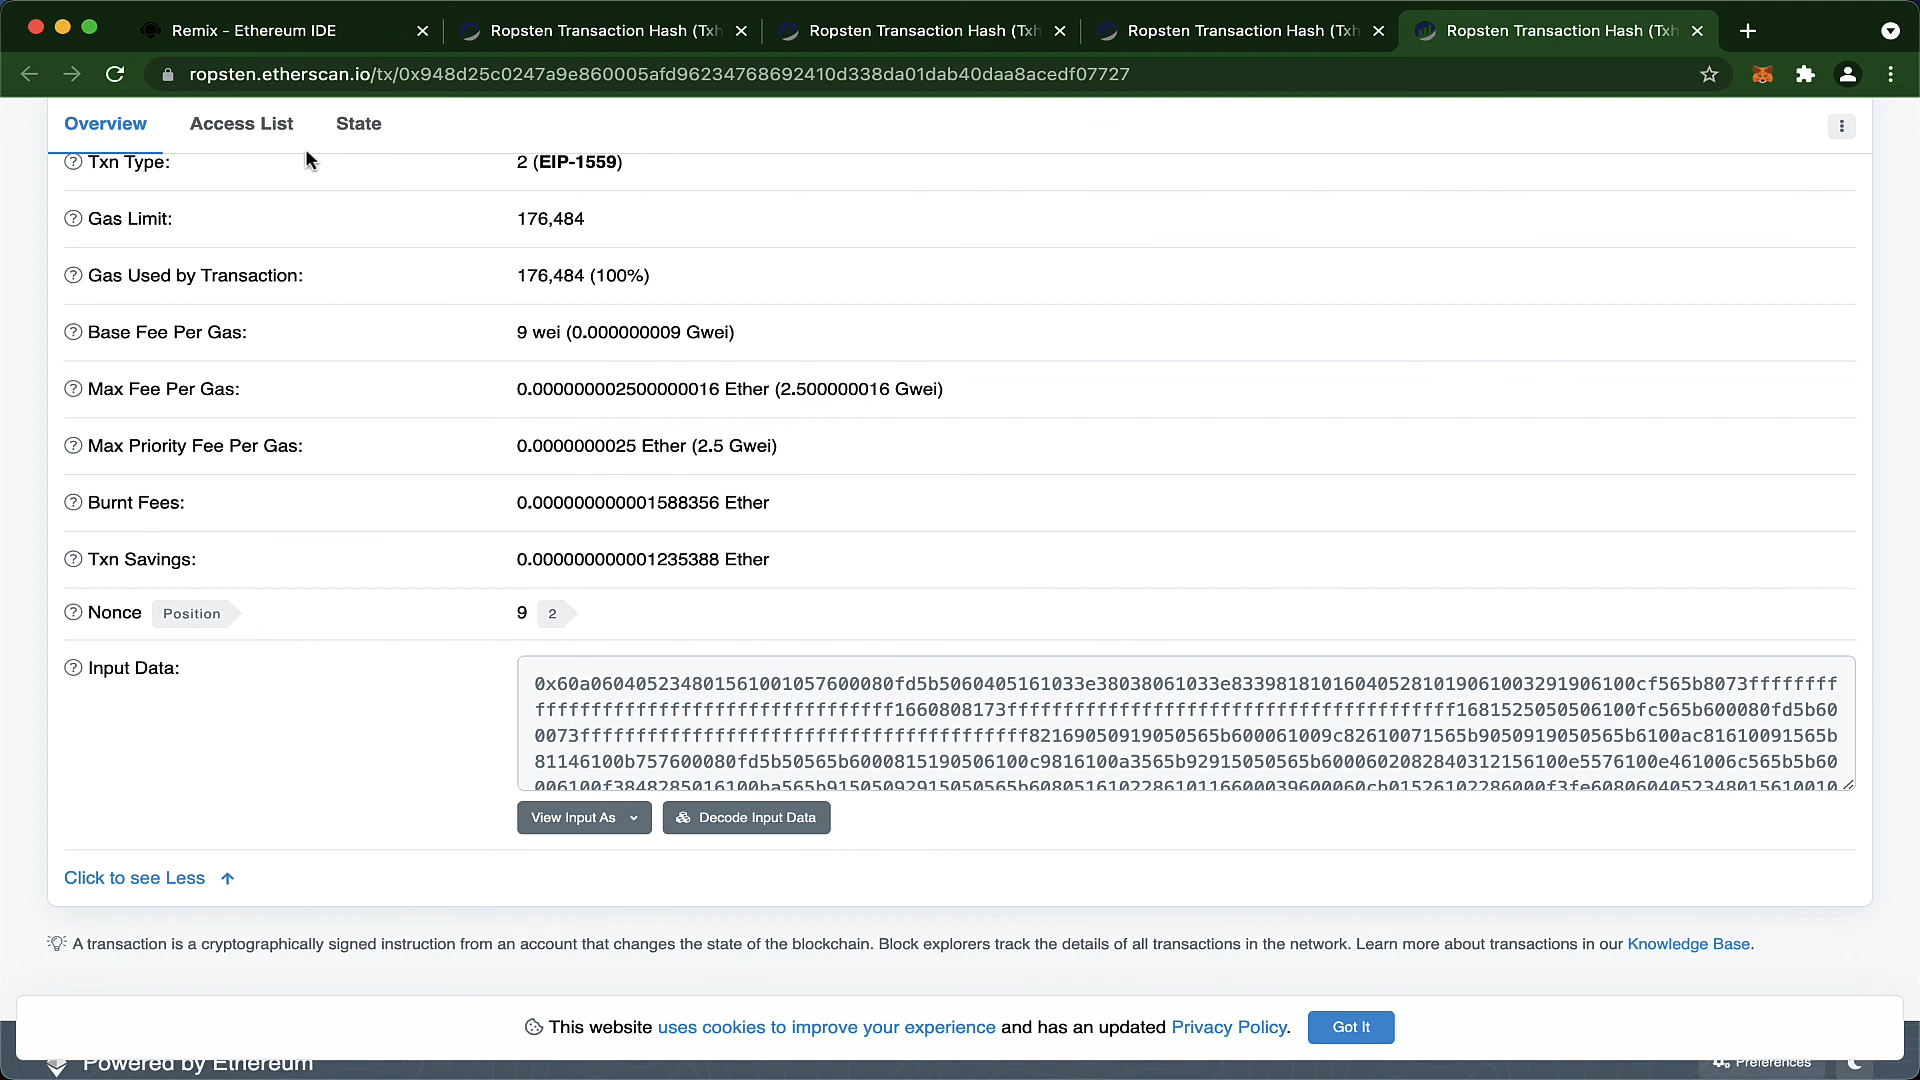 Remix - Ethereum IDE
Ropsten Transaction Hash (Txh
Ropsten Transaction Hash (Txh
Ropsten Transaction Hash (Txh
Ropsten Transaction Hash (Txh
ropsten.etherscan.io/tx/0x948d25c0247a9e860005afd96234768692410d338da01dab40daa8acedf07727
Overview Access List State
Txn Type: 2 (EIP-1559)
Gas Limit: 176,484
Gas Used by Transaction: 176,484 (100%)
Base Fee Per Gas: 9 wei (0.000000009 Gwei)
Max Fee Per Gas: 0.000000002500000016 Ether (2.500000016 Gwei)
Max Priority Fee Per Gas: 0.0000000025 Ether (2.5 Gwei)
Burnt Fees: 0.000000000001588356 Ether
Txn Savings: 0.000000000001235388 Ether
Nonce Position 9 2
Input Data:
0x60a060405234801561001057600080fd5b5060405161033e38038061033e833981810160405281019061003291906100cf565b8073ffffffff
ffffffffffffffffffffffffffffffff1660808173ffffffffffffffffffffffffffffffffffffffff1681525050506100fc565b600080fd5b60
0073ffffffffffffffffffffffffffffffffffffffff82169050919050565b600061009c82610071565b9050919050565b6100ac81610091565b
81146100b757600080fd5b50565b6000815190506100c9816100a3565b92915050565b6000602082840312156100e5576100e461006c565b5b60
006100f3848285016100ba565b91505092915050565b60805161022861011660003960006​0cb01526102286000f3fe6080604052348015610010
View Input As Decode Input Data
Click to see Less
A transaction is a cryptographically signed instruction from an account that changes the state of the blockchain. Block explorers track the details of all transactions in the network. Learn more about transactions in our Knowledge Base.
This website uses cookies to improve your experience and has an updated Privacy Policy. Got It
Powered by Ethereum Preferences